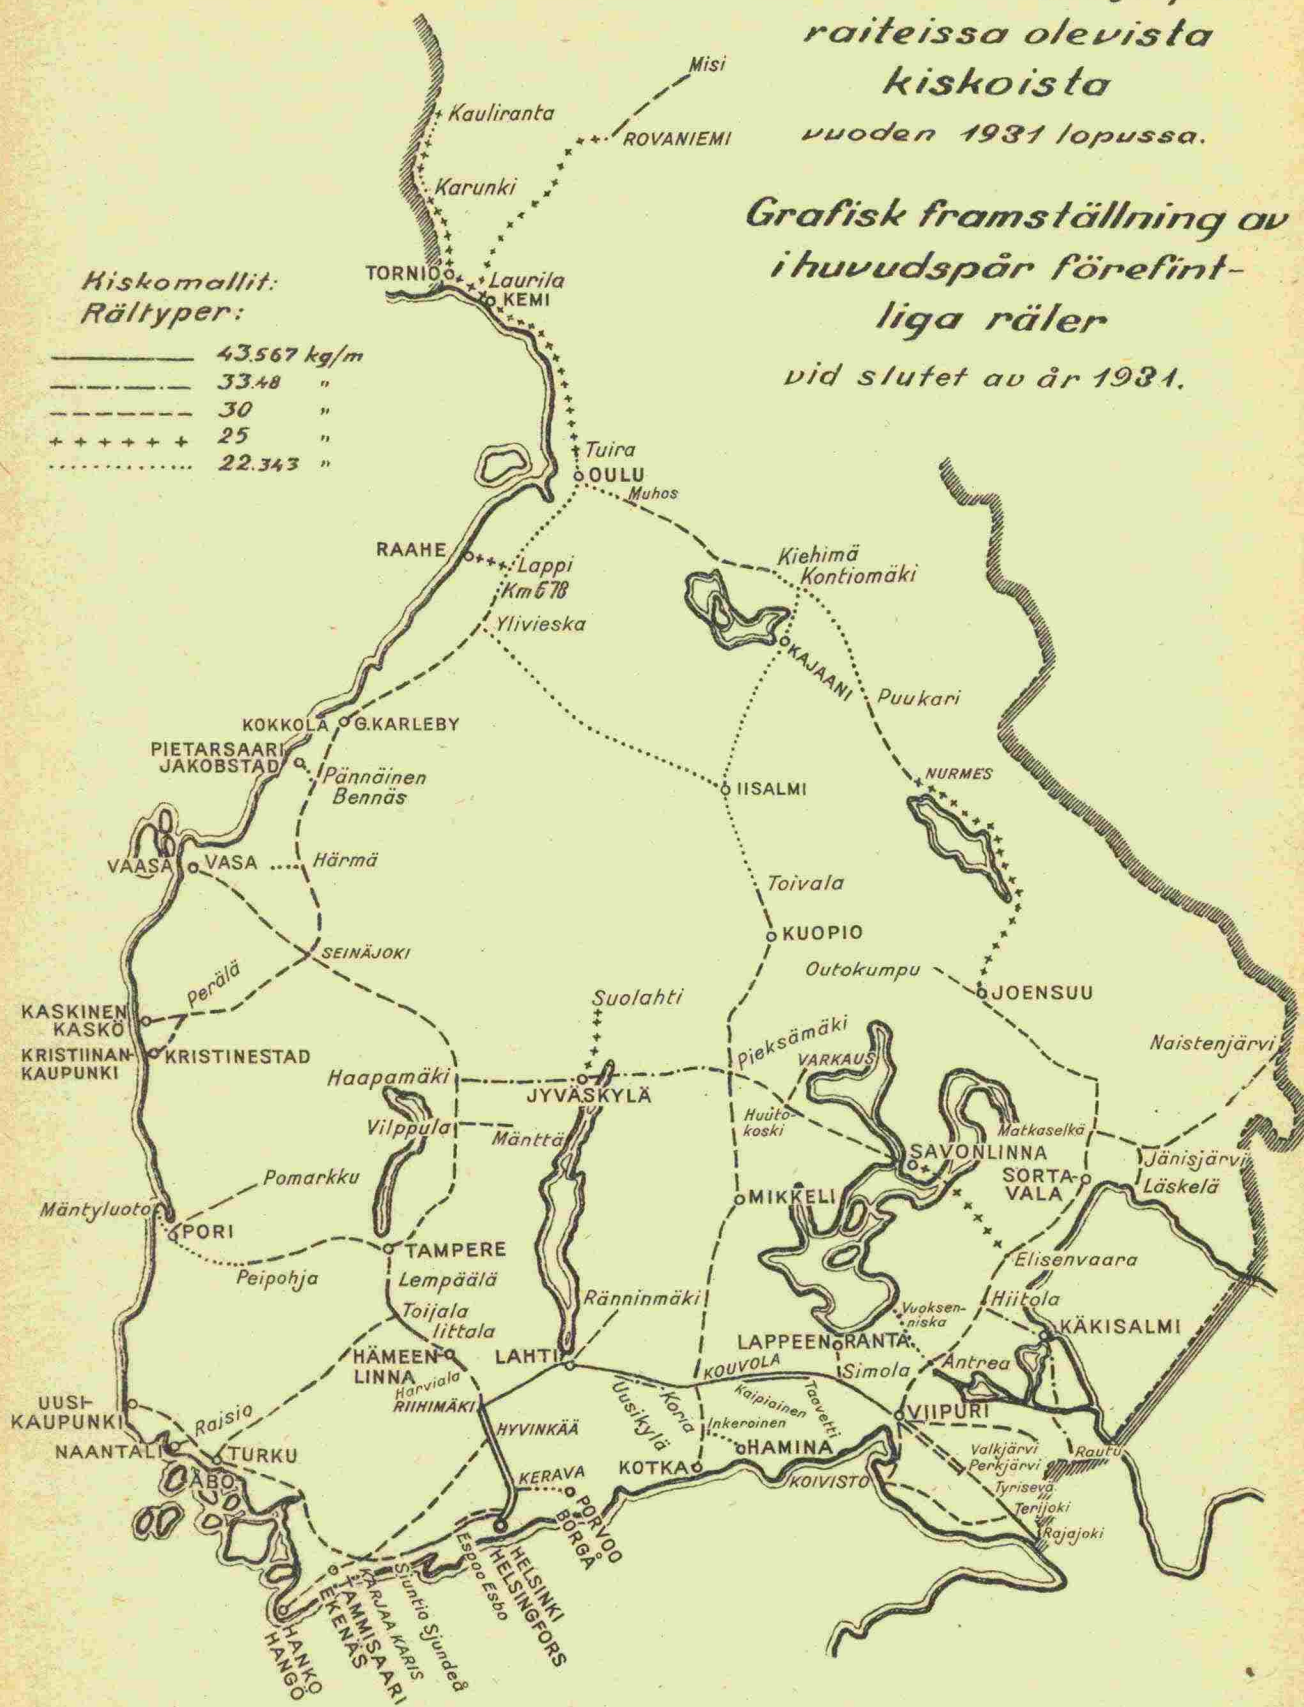 raiteissa olevista
kiskoista
vuoden 1931 lopussa.
Grafisk framställning av
i huvudspår förefint-
liga räler
vid slutet av år 1931.
Kiskomallit:
Rältyper:
43.567 kg/m
33.48 "
30 "
25 "
22.343 "
Misi
Kauliranta
ROVANIEMI
Karunki
TORNIO
Laurila
KEMI
Tuira
OULU
Muhos
RAAHE
Lappi
Km 678
Ylivieska
Kiehimä
Kontiomäki
KAJAANI
Puukari
KOKKOLA
G.KARLEBY
PIETARSAARI
JAKOBSTAD
Pännäinen
Bennäs
IISALMI
NURMES
VAASA
VASA
Härmä
Toivala
KUOPIO
SEINÄJOKI
Outokumpu
JOENSUU
Perälä
KASKINEN
KASKÖ
Suolahti
KRISTIINAN-
KAUPUNKI
KRISTINESTAD
Pieksämäki
VARKAUS
Naistenjärvi
Haapamäki
JYVÄSKYLÄ
Huuto-
koski
Vilppula
Mänttä
Matkaselkä
SAVONLINNA
SORTA-
VALA
Jänisjärvi
Läskelä
Pomarkku
MIKKELI
Mäntyluoto
PORI
TAMPERE
Peipohja
Lempäälä
Elisenvaara
Toijala
Iittala
Ränninmäki
Vuoksen-
niska
Hiitola
KÄKISALMI
HÄMEEN-
LINNA
LAHTI
LAPPEENRANTA
Simola
Antrea
KOUVOLA
Harviala
RIIHIMÄKI
Uusikylä
Koria
Kaipiainen
Taavetti
UUSI-
KAUPUNKI
Raisio
VIIPURI
NAANTALI
TURKU
ÅBO
HYVINKÄÄ
Inkeroinen
HAMINA
Valkjärvi
Perkjärvi
Rautu
KOTKA
KOIVISTO
Tyrisevä
KERAVA
PORVOO
BORGÅ
Terijoki
Rajajoki
HELSINKI
HELSINGFORS
Espoo Esbo
Sjuntio Sjundeå
KARJAA KARIS
TAMMISAARI
EKENÄS
HANKO
HANGÖ